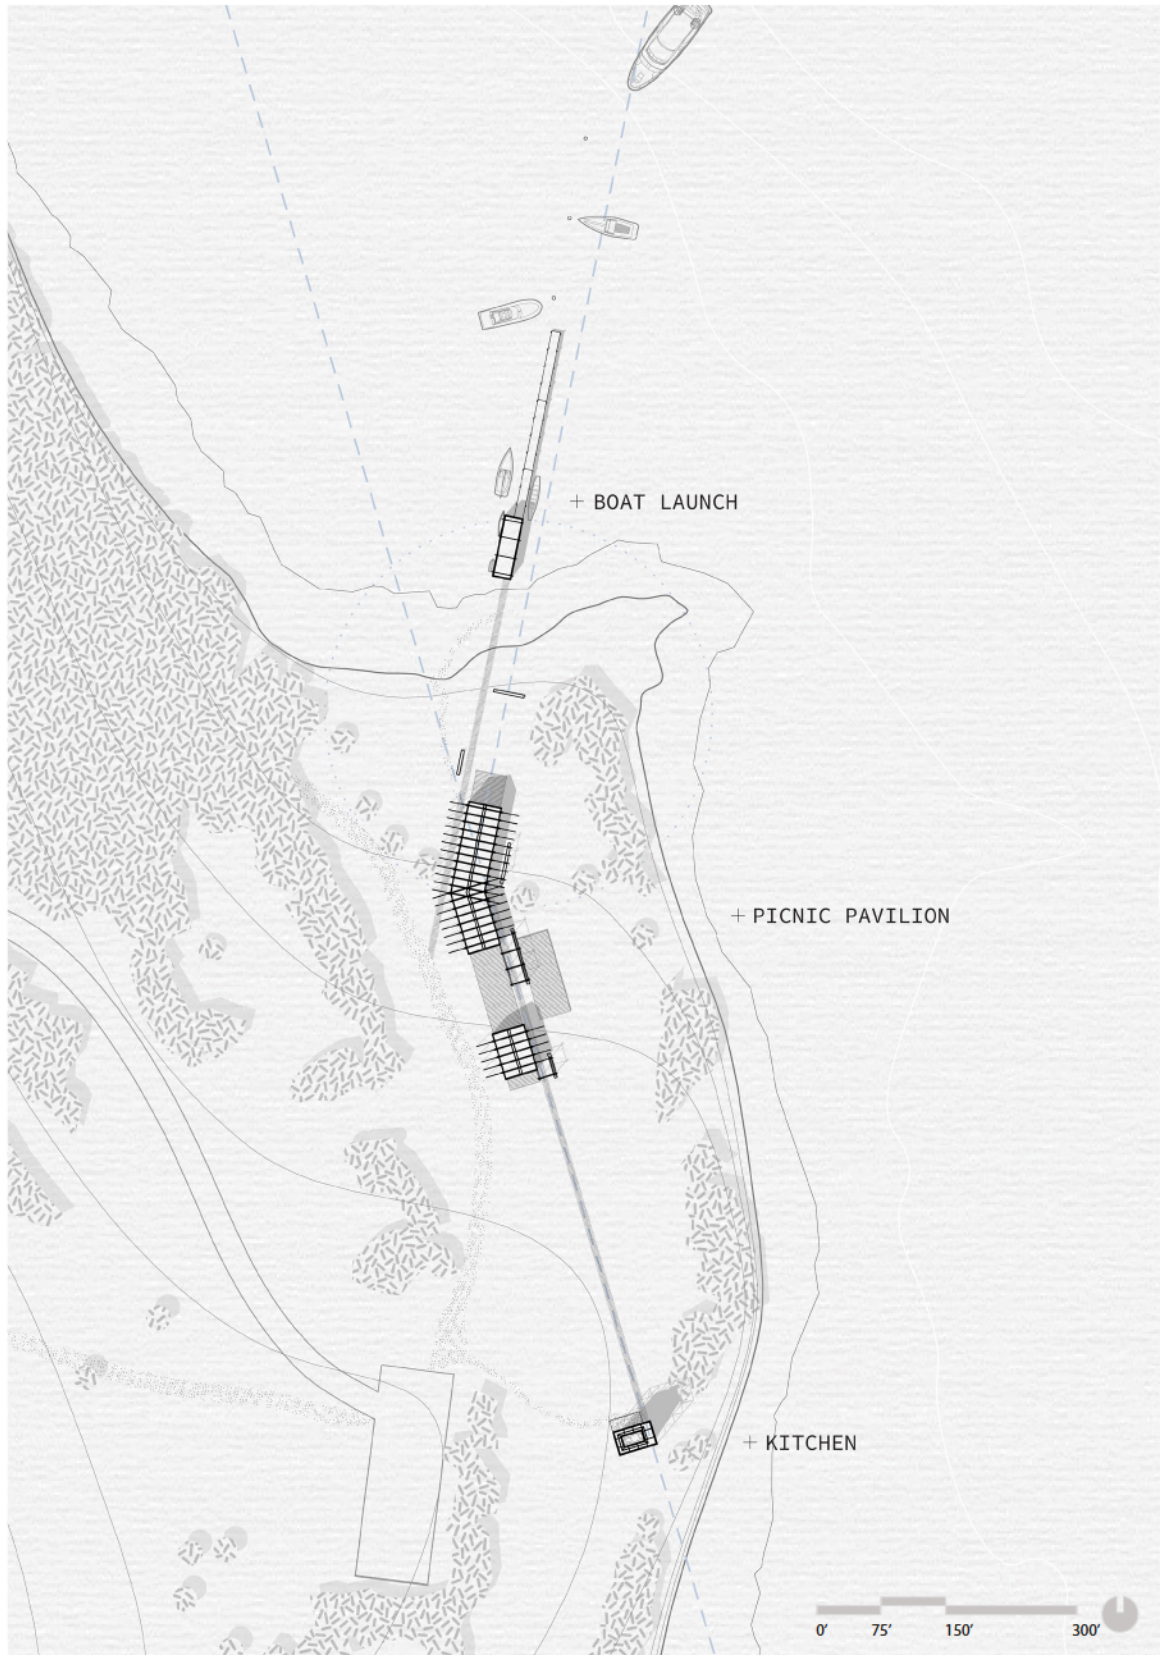 + BOAT LAUNCH
+ PICNIC PAVILION
+ KITCHEN
0' 75' 150' 300'